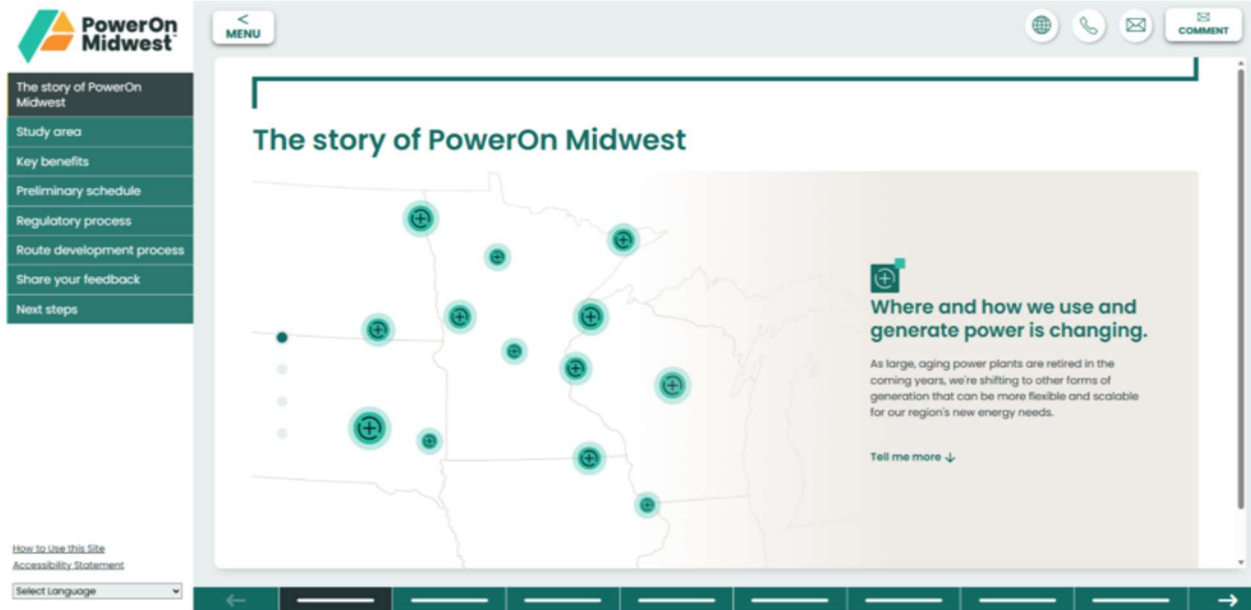 PowerOn
Midwest™
<
MENU
COMMENT
The story of PowerOn
Midwest
Study area
Key benefits
Preliminary schedule
Regulatory process
Route development process
Share your feedback
Next steps
How to Use this Site
Accessibility Statement
Select Language
The story of PowerOn Midwest
Where and how we use and
generate power is changing.
As large, aging power plants are retired in the
coming years, we're shifting to other forms of
generation that can be more flexible and scalable
for our region's new energy needs.
Tell me more ↓